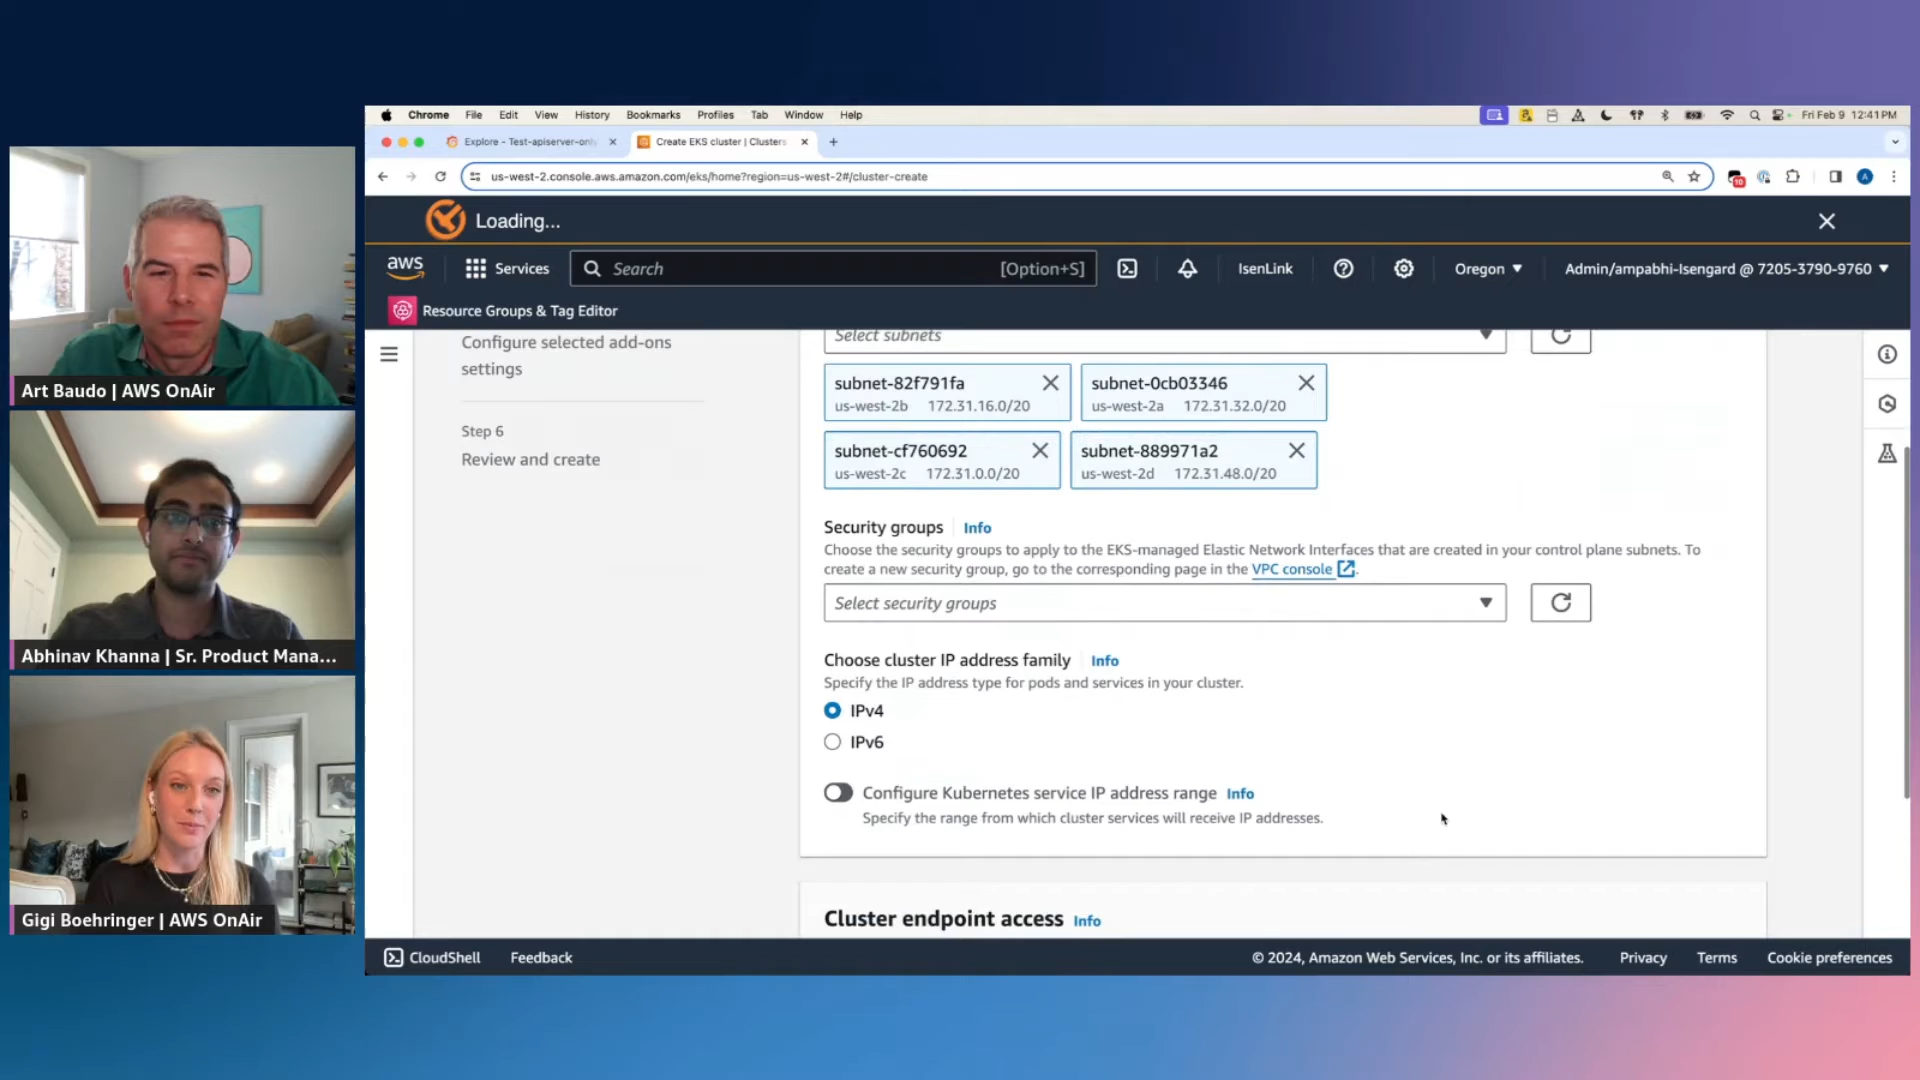 Chrome File Edit View History Bookmarks Profiles Tab Window Help Fri Feb 9 12:41 PM
Explore - Test-apiserver-only Create EKS cluster | Clusters
us-west-2.console.aws.amazon.com/eks/home?region=us-west-2#/cluster-create 10 A
Loading...
aws Services Search [Option+S] IsenLink Oregon Admin/ampabhi-Isengard @ 7205-3790-9760
Resource Groups & Tag Editor
Configure selected add-ons
settings
Step 6
Review and create
Select subnets
subnet-82f791fa subnet-0cb03346
us-west-2b 172.31.16.0/20 us-west-2a 172.31.32.0/20
subnet-cf760692 subnet-889971a2
us-west-2c 172.31.0.0/20 us-west-2d 172.31.48.0/20
Security groups Info
Choose the security groups to apply to the EKS-managed Elastic Network Interfaces that are created in your control plane subnets. To
create a new security group, go to the corresponding page in the VPC console.
Select security groups
Choose cluster IP address family Info
Specify the IP address type for pods and services in your cluster.
IPv4
IPv6
Configure Kubernetes service IP address range Info
Specify the range from which cluster services will receive IP addresses.
Cluster endpoint access Info
CloudShell Feedback © 2024, Amazon Web Services, Inc. or its affiliates. Privacy Terms Cookie preferences
Art Baudo | AWS OnAir
Abhinav Khanna | Sr. Product Mana...
Gigi Boehringer | AWS OnAir